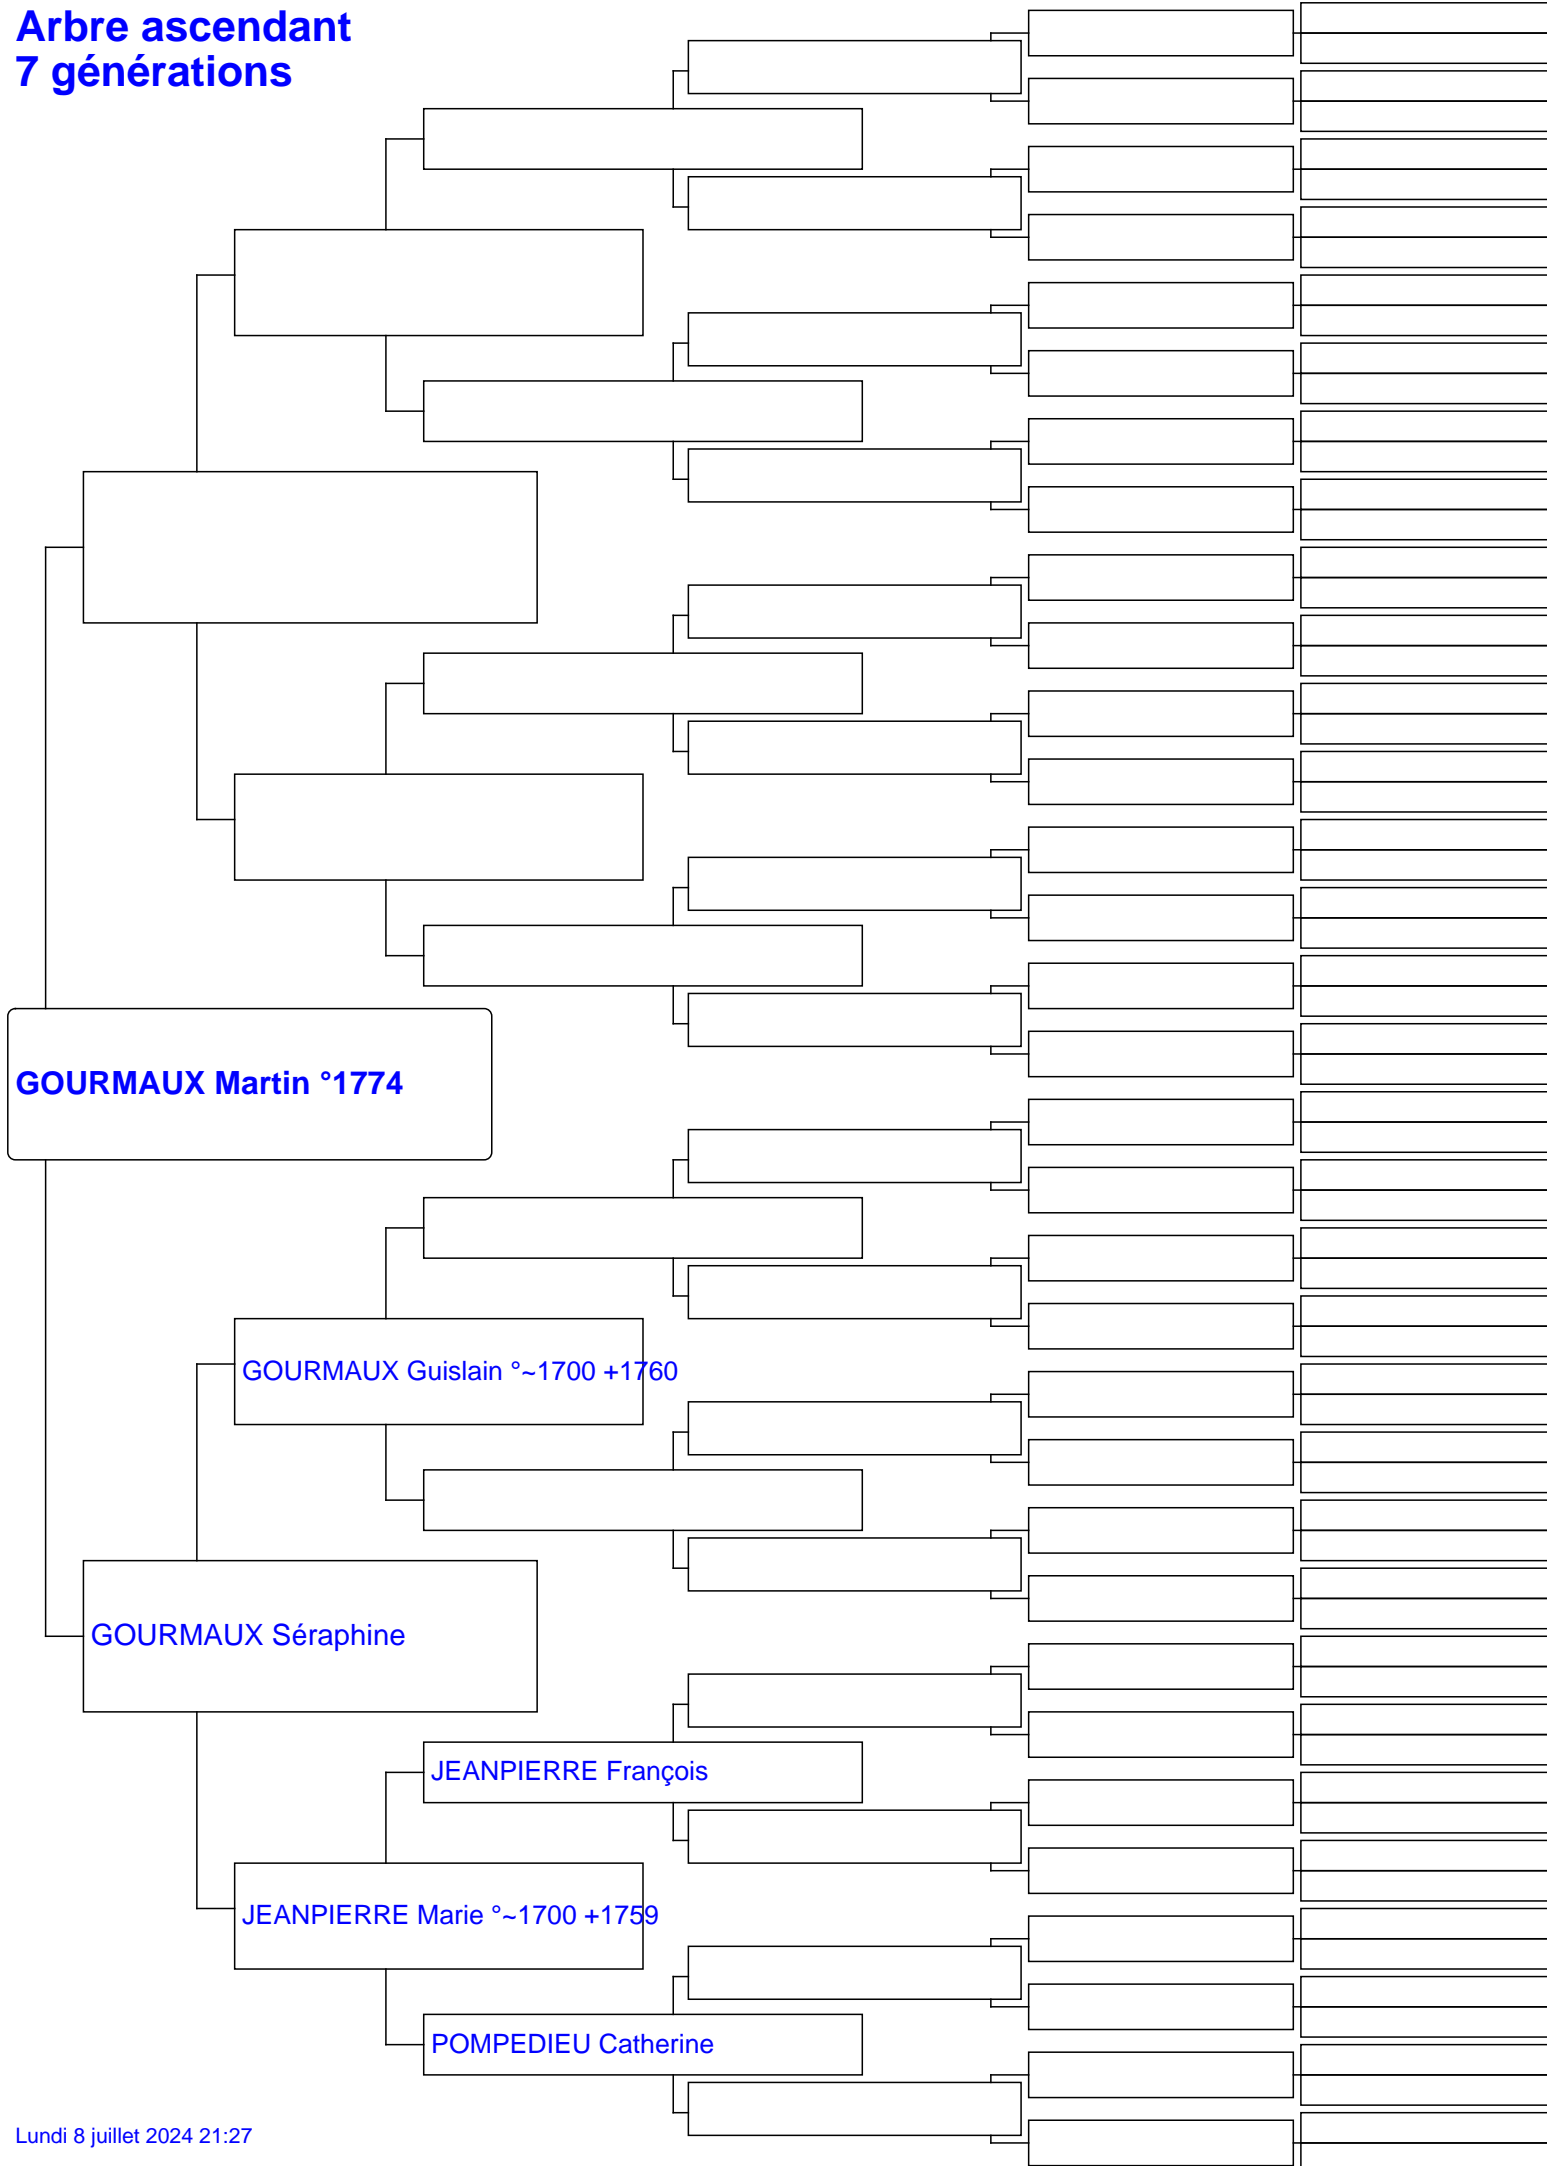 Arbre ascendant
7 générations
GOURMAUX Martin °1774
GOURMAUX Guislain °~1700 +1760
GOURMAUX Séraphine
JEANPIERRE François
JEANPIERRE Marie °~1700 +1759
POMPEDIEU Catherine
Lundi 8 juillet 2024 21:27